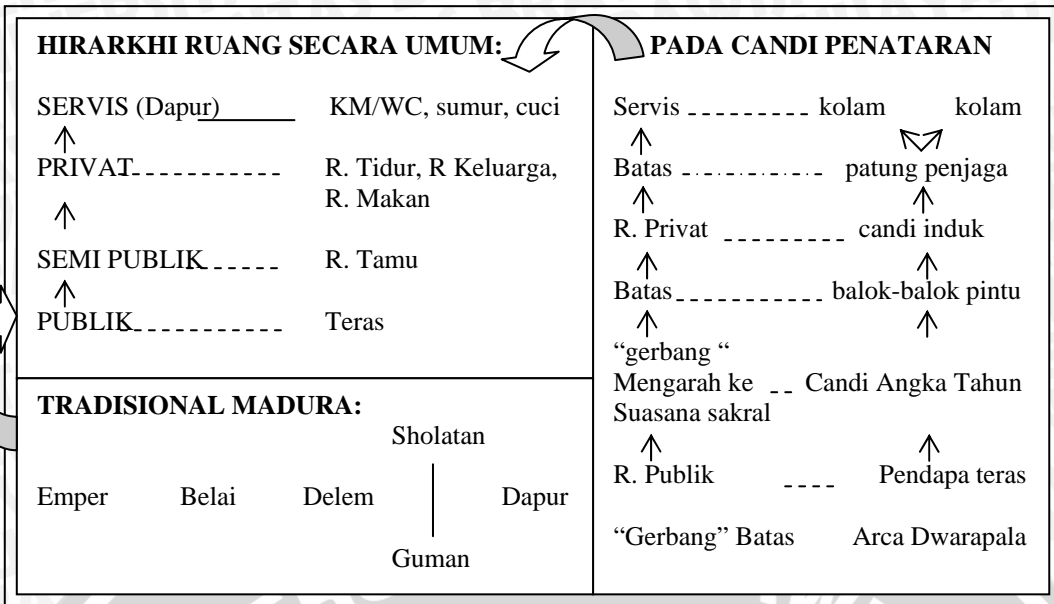 HIRARKHI RUANG SECARA UMUM:
SERVIS (Dapur) KM/WC, sumur, cuci
PRIVAT R. Tidur, R Keluarga,
R. Makan
SEMI PUBLIK R. Tamu
PUBLIK Teras
TRADISIONAL MADURA:
Sholatan
Emper Belai Delem Dapur
Guman
PADA CANDI PENATARAN
Servis kolam kolam
Batas patung penjaga
R. Privat candi induk
Batas balok-balok pintu
“gerbang “
Mengarah ke Candi Angka Tahun
Suasana sakral
R. Publik Pendapa teras
“Gerbang” Batas Arca Dwarapala